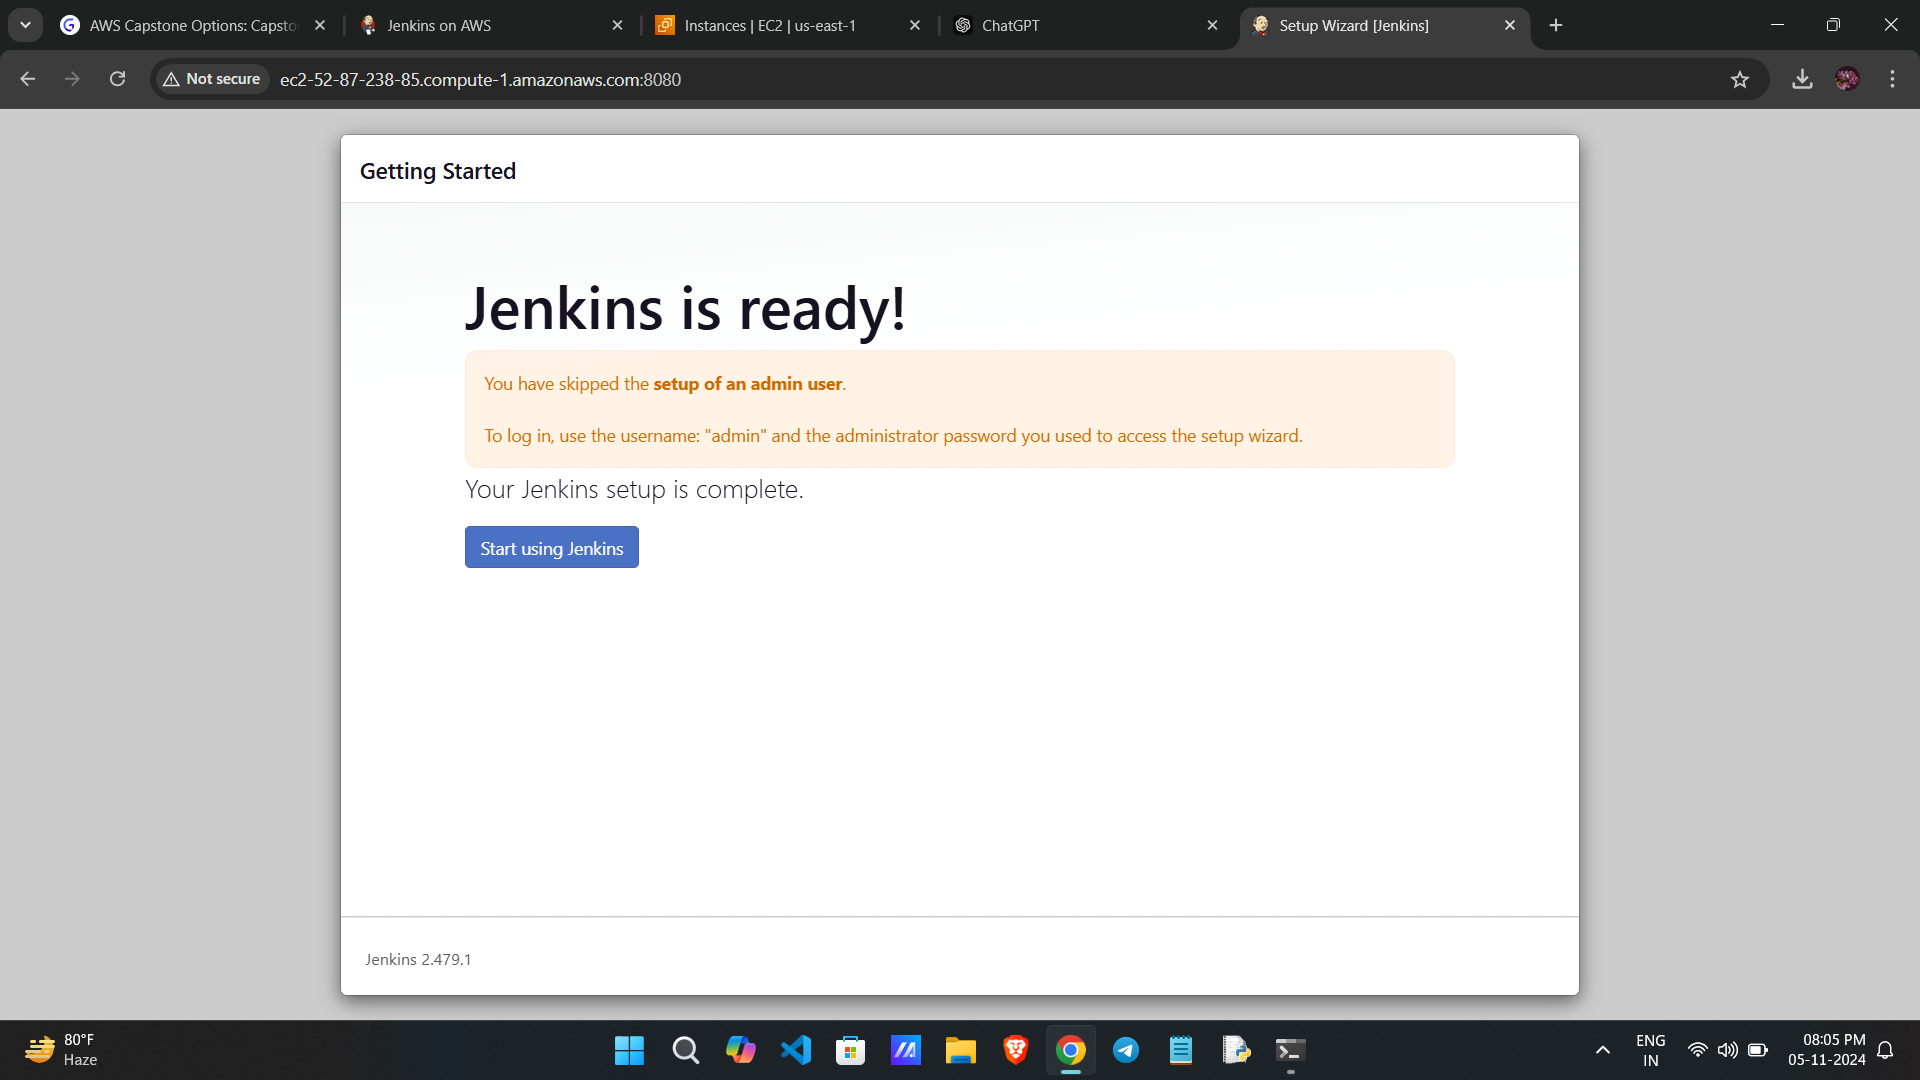 AWS Capstone Options: Capsto
Jenkins on AWS
Instances | EC2 | us-east-1
ChatGPT
Setup Wizard [Jenkins]
Not secure
ec2-52-87-238-85.compute-1.amazonaws.com:8080
Getting Started
Jenkins is ready!
You have skipped the setup of an admin user.
To log in, use the username: "admin" and the administrator password you used to access the setup wizard.
Your Jenkins setup is complete.
Start using Jenkins
Jenkins 2.479.1
80°F
Haze
ENG
IN
08:05 PM
05-11-2024